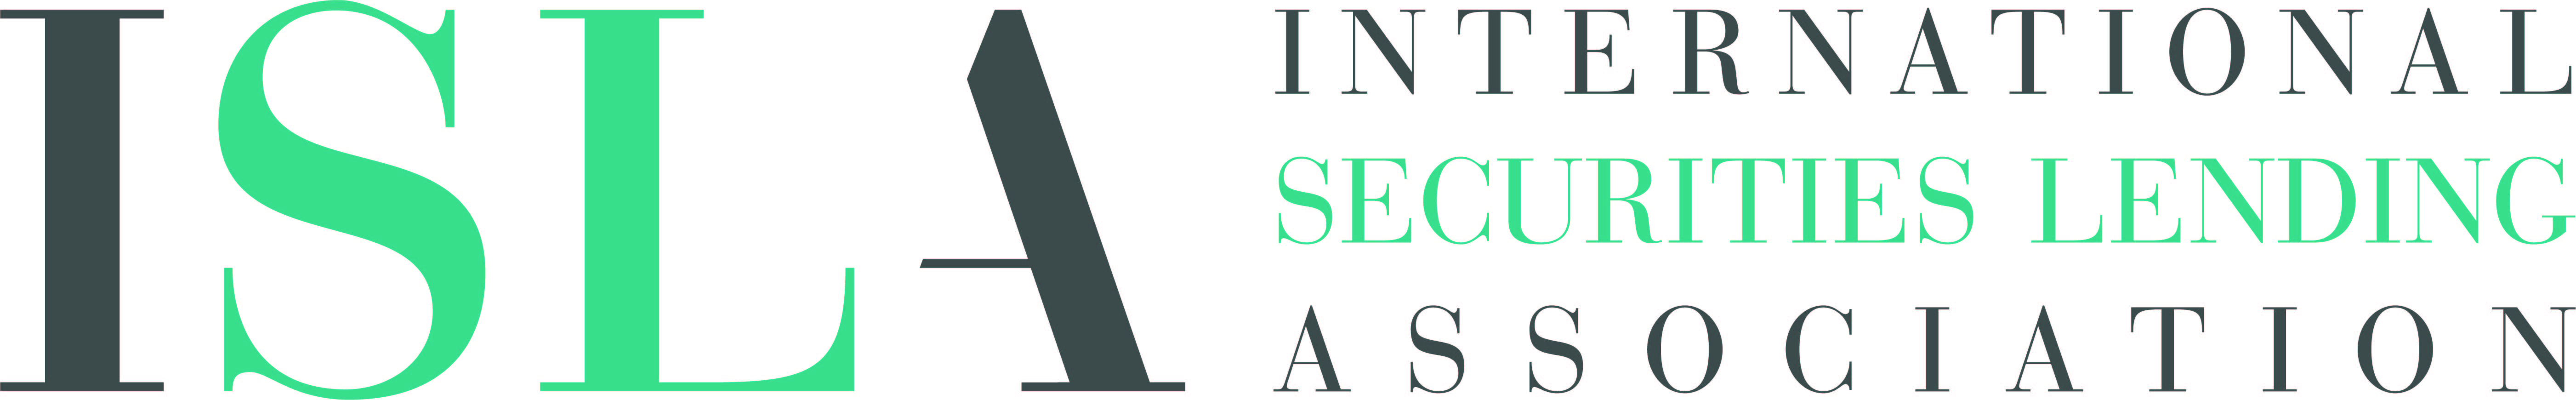 ISLA
INTERNATIONAL
SECURITIES LENDING
ASSOCIATION